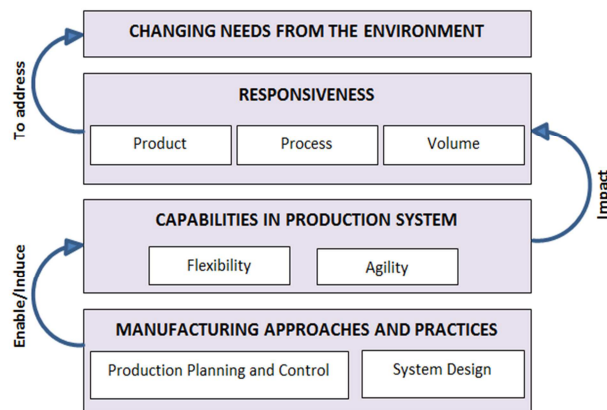 CHANGING NEEDS FROM THE ENVIRONMENT
To address
RESPONSIVENESS
Product
Process
Volume
Impact
CAPABILITIES IN PRODUCTION SYSTEM
Flexibility
Agility
Enable/Induce
MANUFACTURING APPROACHES AND PRACTICES
Production Planning and Control
System Design